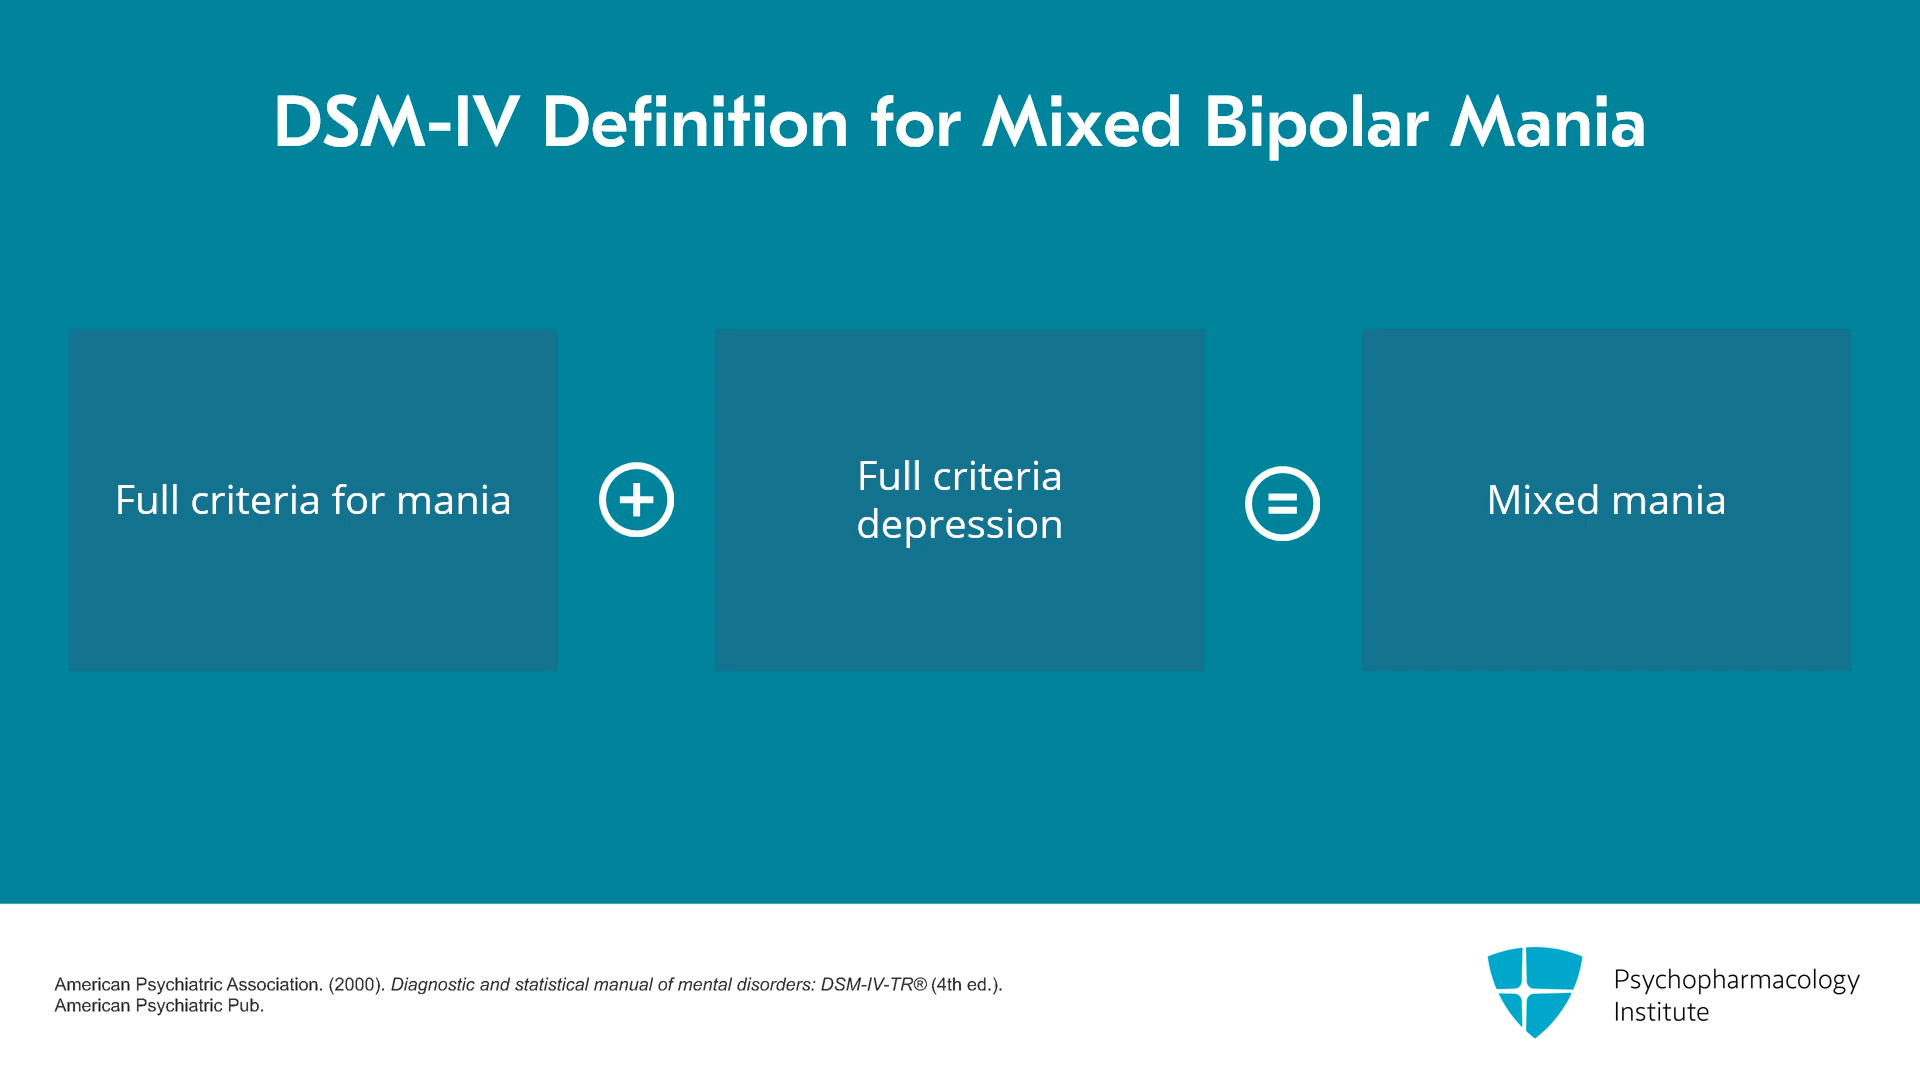 DSM-IV Definition for Mixed Bipolar Mania
Full criteria for mania
+
Full criteria
depression
=
Mixed mania
American Psychiatric Association. (2000). Diagnostic and statistical manual of mental disorders: DSM-IV-TR® (4th ed.).
American Psychiatric Pub.
Psychopharmacology
Institute